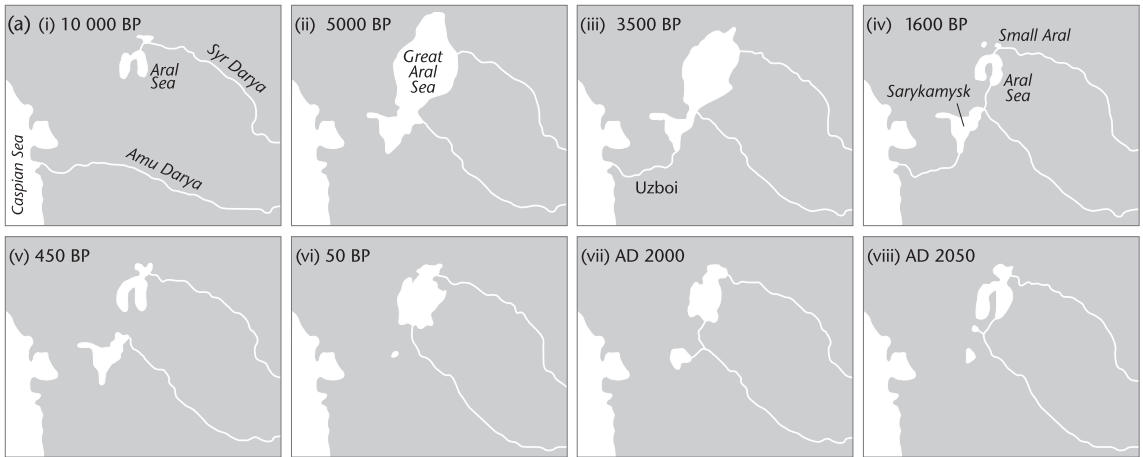 (a) (i) 10 000 BP
Syr Darya
Aral
Sea
Amu Darya
Caspian Sea
(ii) 5000 BP
Great
Aral
Sea
(iii) 3500 BP
Uzboi
(iv) 1600 BP
Small Aral
Sarykamysk
Aral
Sea
(v) 450 BP
(vi) 50 BP
(vii) AD 2000
(viii) AD 2050